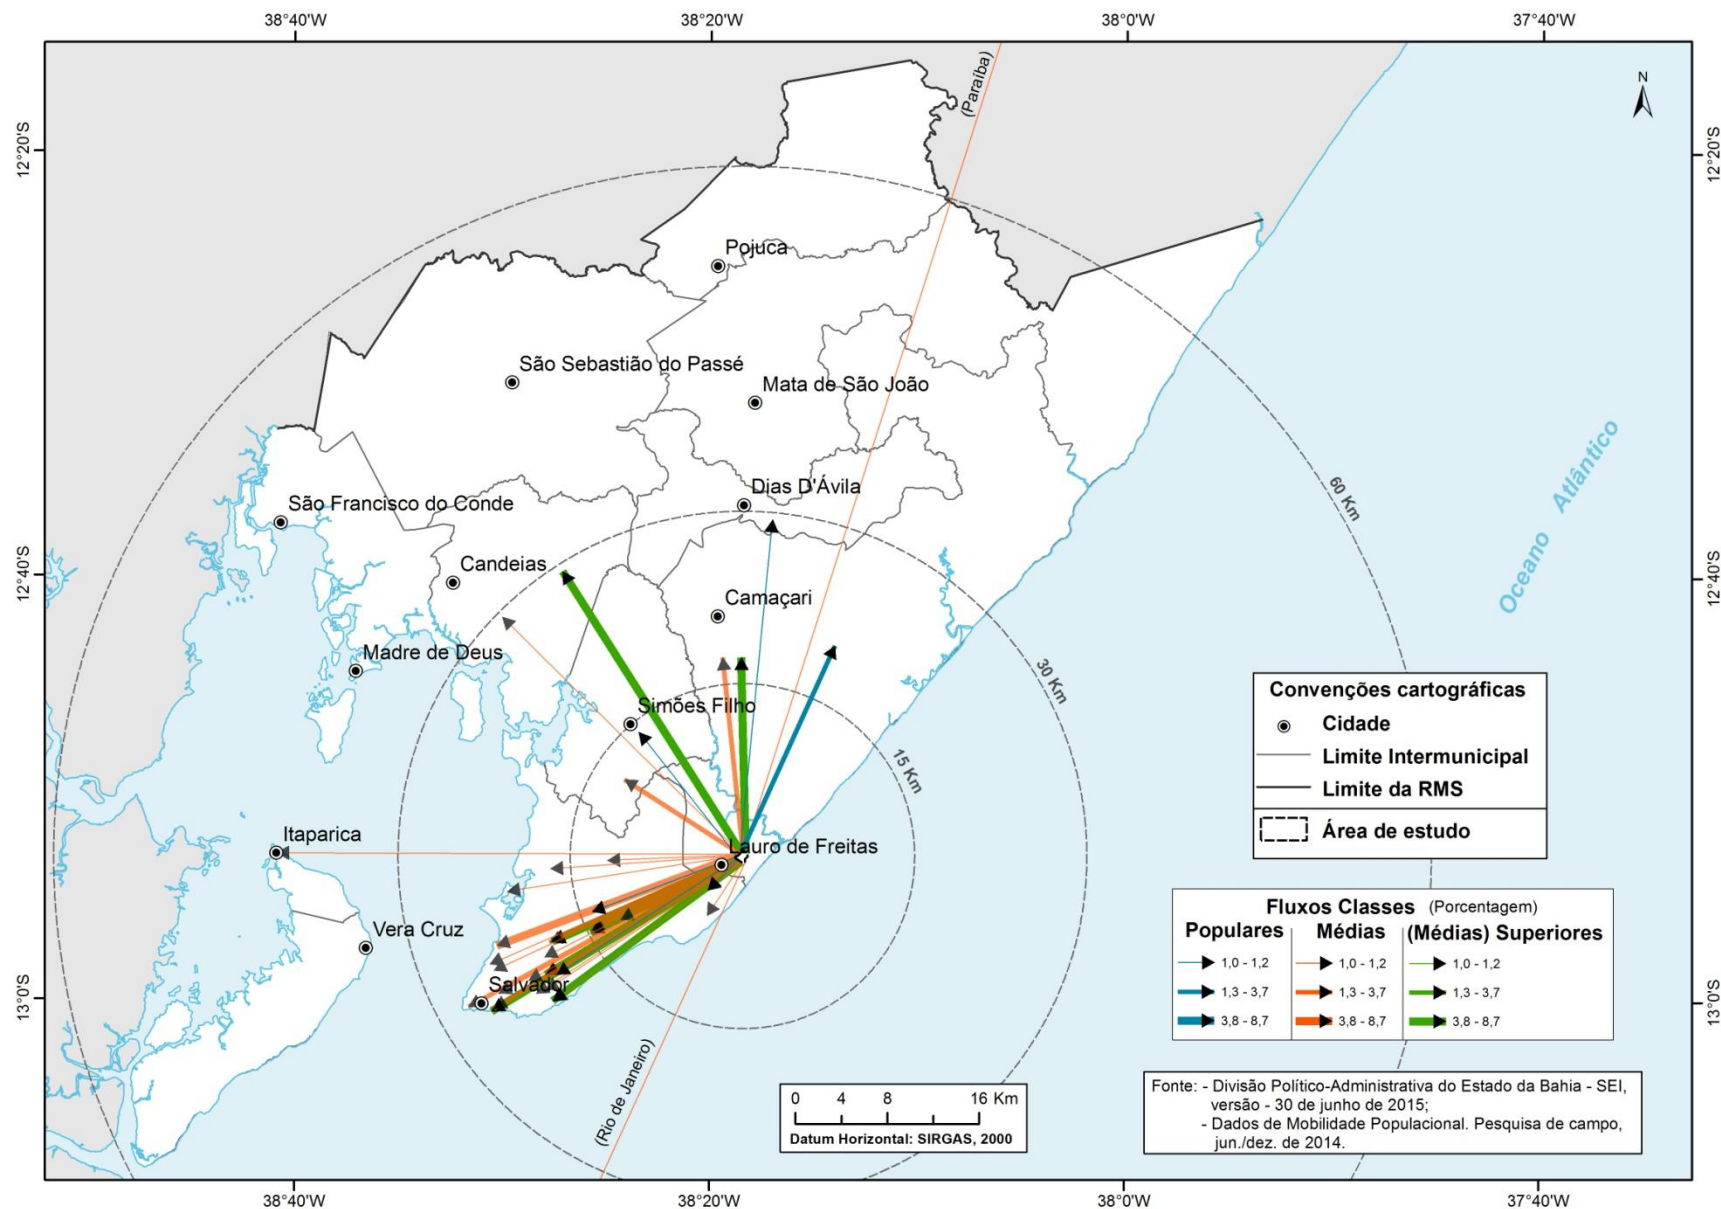 38°40'W
38°20'W
38°0'W
37°40'W
N
(Paraíba)
12°20'S
12°20'S
Pojuca
São Sebastião do Passé
Mata de São João
Dias D'Ávila
São Francisco do Conde
60 Km
Oceano Atlântico
12°40'S
12°40'S
Candeias
Camaçari
Madre de Deus
30 Km
Simões Filho
15 Km
Itaparica
Lauro de Freitas
Vera Cruz
Salvador
13°0'S
13°0'S
(Rio de Janeiro)
Convenções cartográficas
Cidade
Limite Intermunicipal
Limite da RMS
Área de estudo
Fluxos Classes (Porcentagem)
Populares Médias (Médias) Superiores
1,0 - 1,2 1,0 - 1,2 1,0 - 1,2
1,3 - 3,7 1,3 - 3,7 1,3 - 3,7
3,8 - 8,7 3,8 - 8,7 3,8 - 8,7
0 4 8 16 Km
Datum Horizontal: SIRGAS, 2000
Fonte: - Divisão Político-Administrativa do Estado da Bahia - SEI,
versão - 30 de junho de 2015;
- Dados de Mobilidade Populacional. Pesquisa de campo,
jun./dez. de 2014.
38°40'W
38°20'W
38°0'W
37°40'W